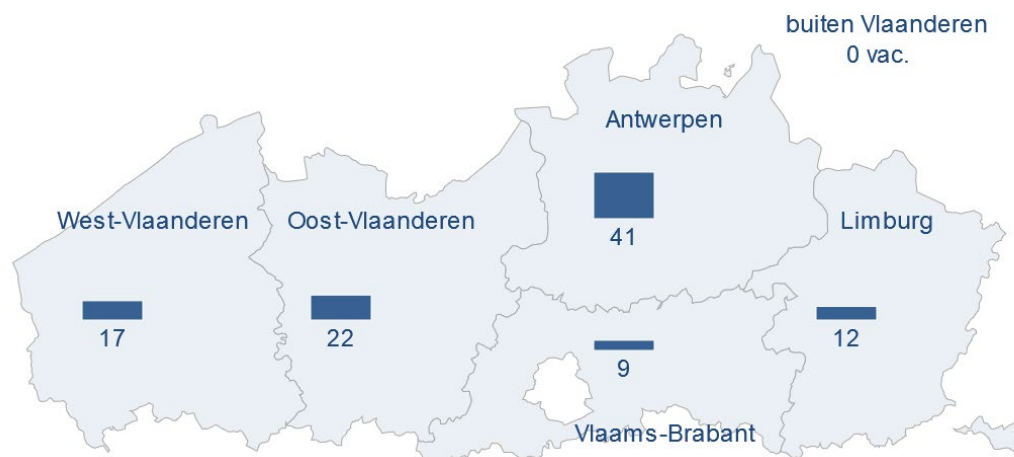 buiten Vlaanderen
0 vac.
Antwerpen
41
West-Vlaanderen
17
Oost-Vlaanderen
22
Limburg
12
9
Vlaams-Brabant